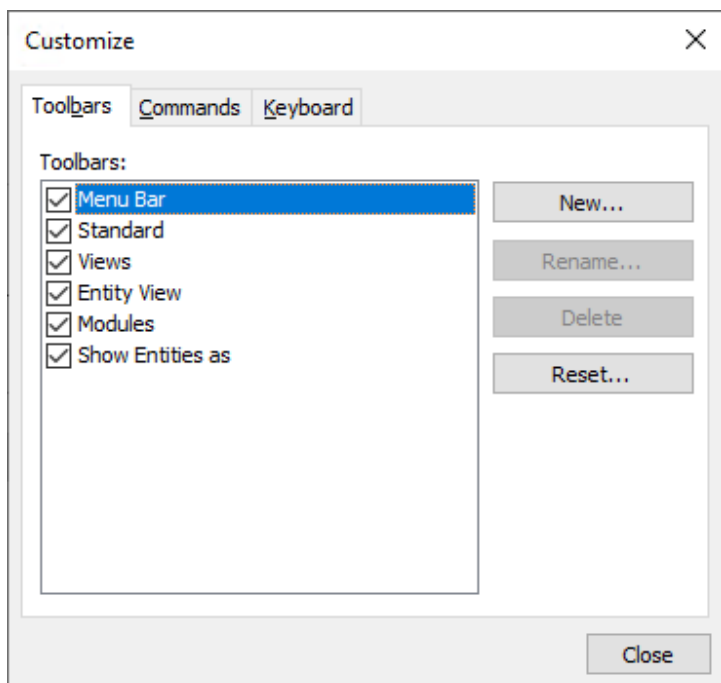 Customize
Toolbars
Commands
Keyboard
Toolbars:
Menu Bar
Standard
Views
Entity View
Modules
Show Entities as
New...
Rename...
Delete
Reset...
Close